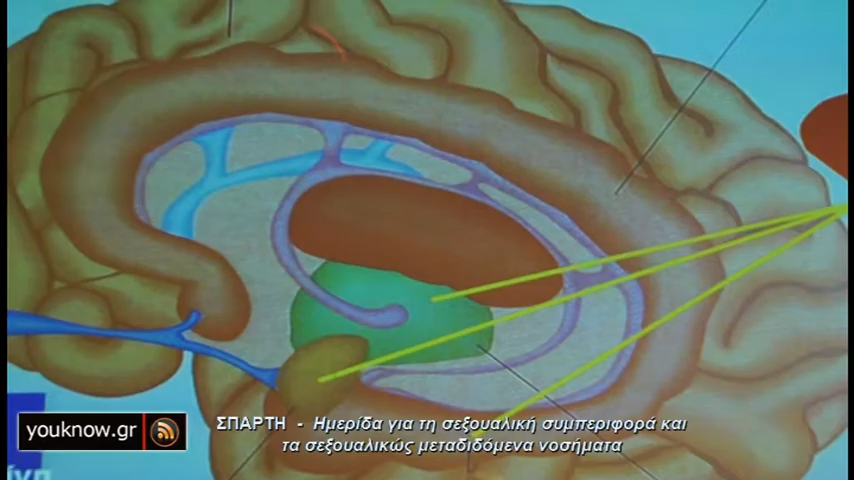 youknow.gr
ΣΠΑΡΤΗ - Ημερίδα για τη σεξουαλική συμπεριφορά και
τα σεξουαλικώς μεταδιδόμενα νοσήματα